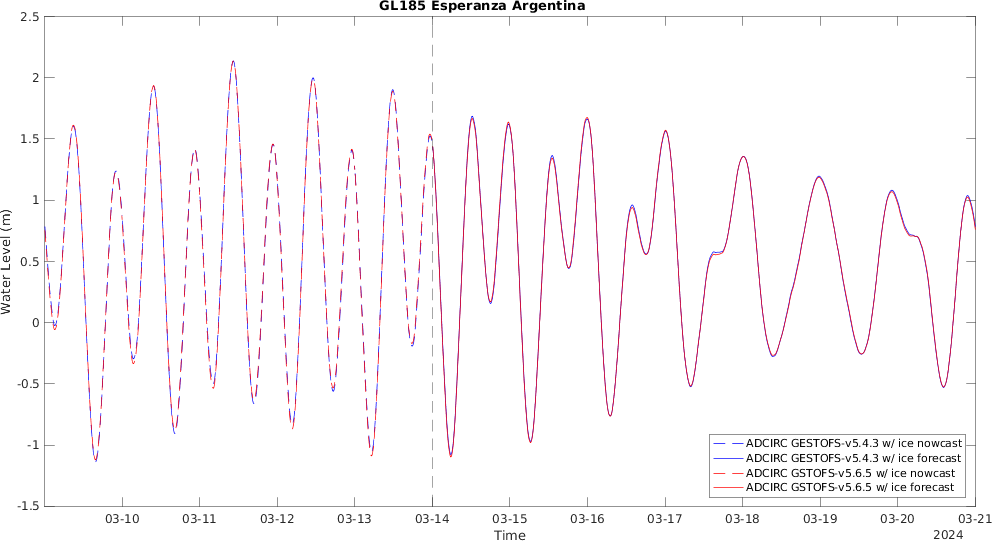 GL185 Esperanza Argentina
2.5
2
1.5
1
0.5
0
-0.5
-1
-1.5
Water Level (m)
ADCIRC GESTOFS-v5.4.3 w/ ice nowcast
ADCIRC GESTOFS-v5.4.3 w/ ice forecast
ADCIRC GSTOFS-v5.6.5 w/ ice nowcast
ADCIRC GSTOFS-v5.6.5 w/ ice forecast
03-10 03-11 03-12 03-13 03-14 03-15 03-16 03-17 03-18 03-19 03-20 03-21
Time
2024